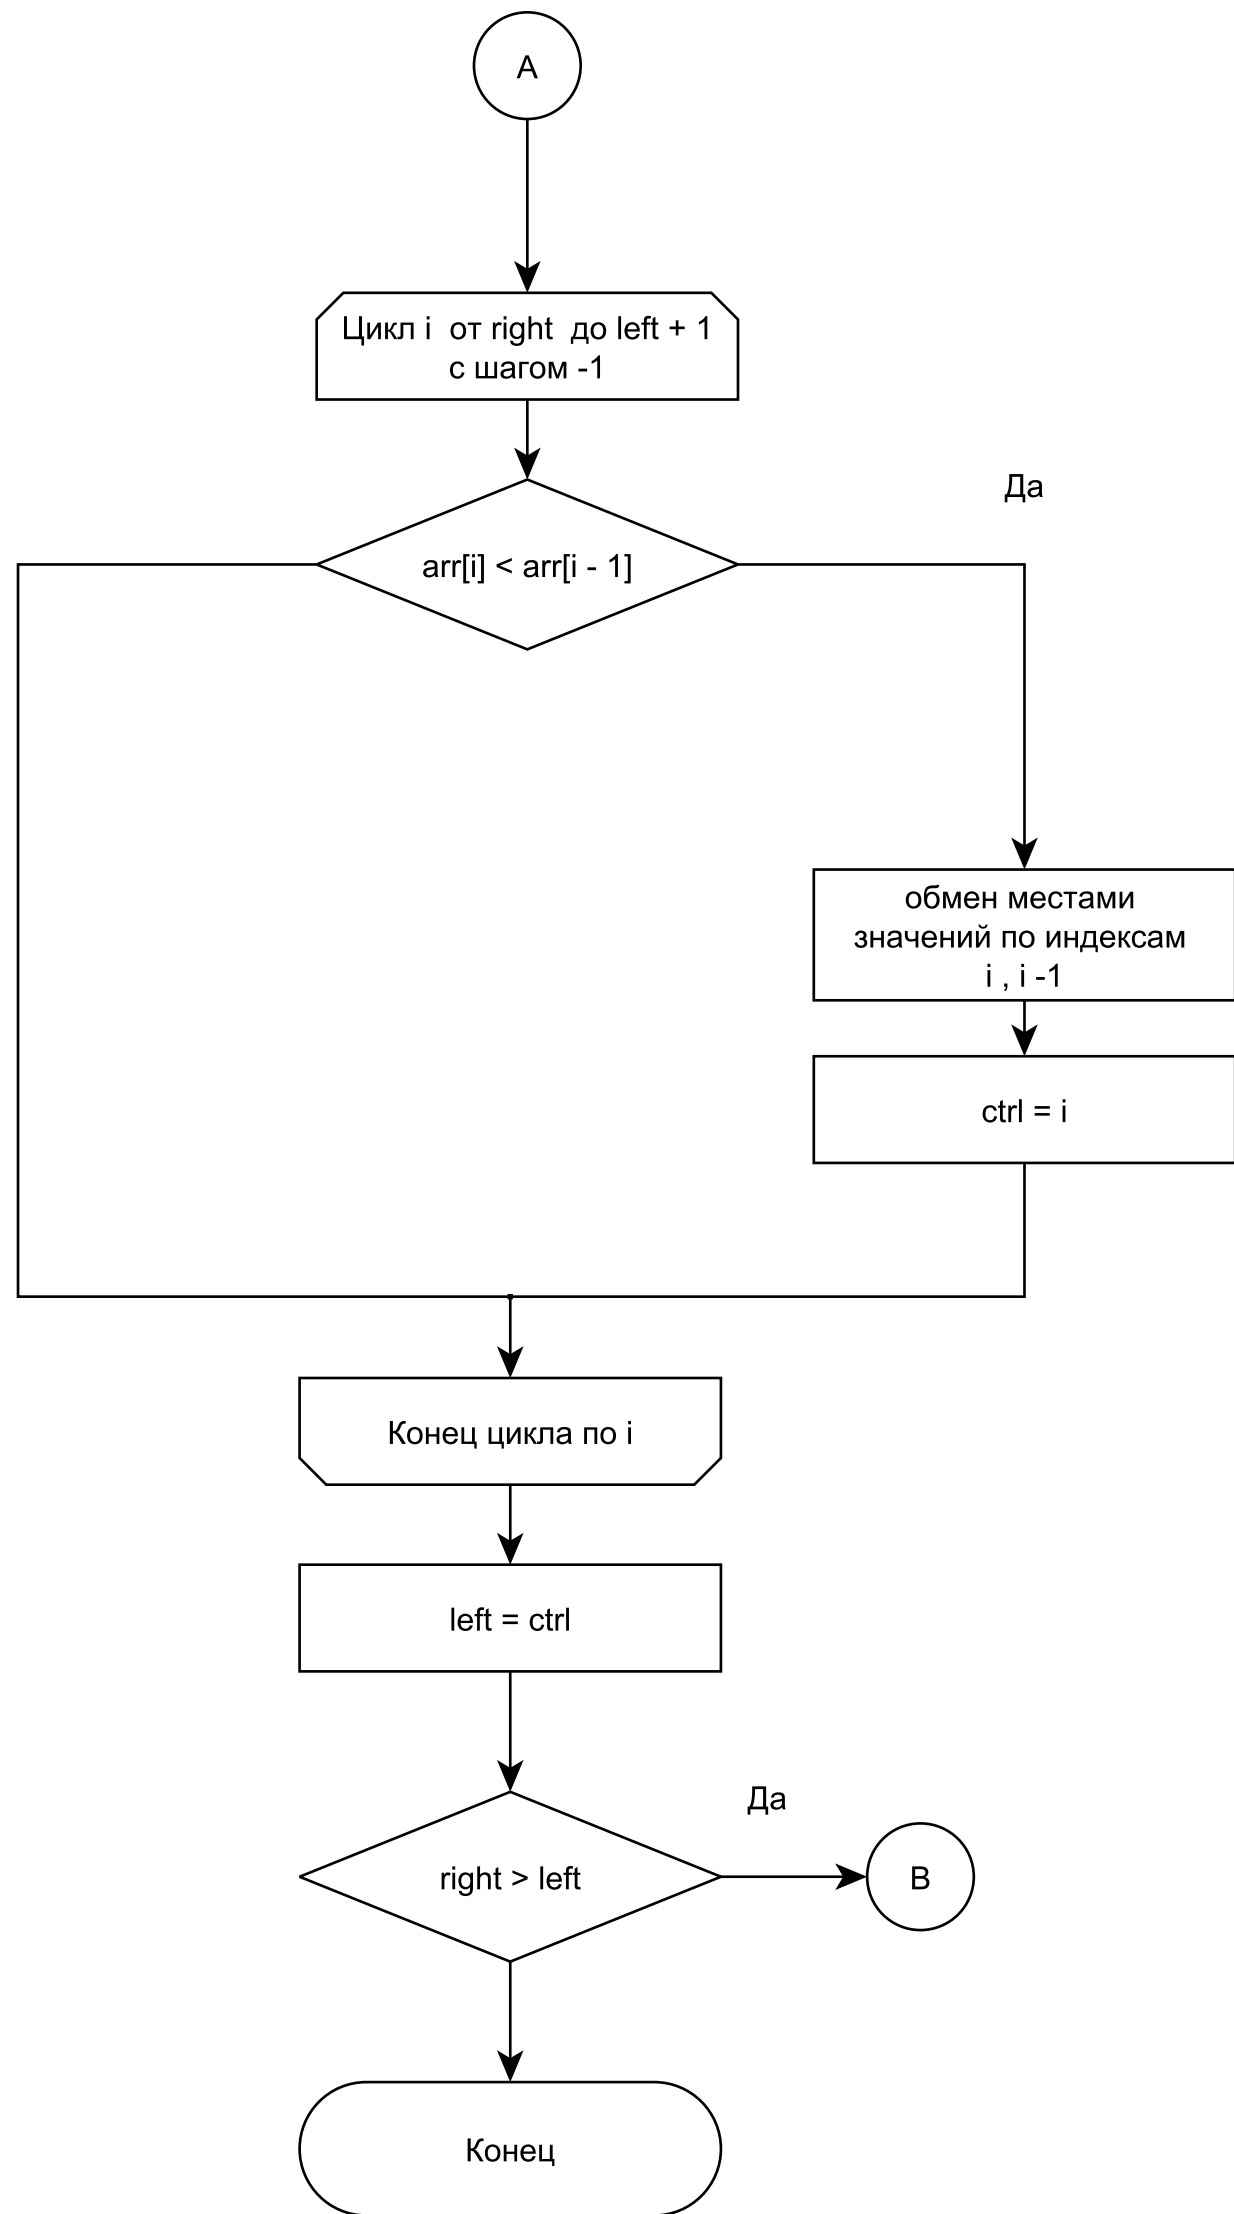 A
Цикл i от right до left + 1
с шагом -1
Да
arr[i] < arr[i - 1]
обмен местами
значений по индексам
i , i -1
ctrl = i
Конец цикла по i
left = ctrl
Да
right > left
B
Конец